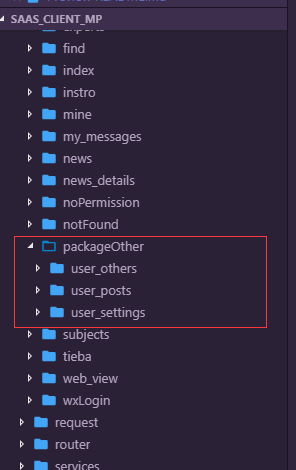 SAAS_CLIENT_MP
find
index
instro
mine
my_messages
news
news_details
noPermission
notFound
packageOther
user_others
user_posts
user_settings
subjects
tieba
web_view
wxLogin
request
router
services